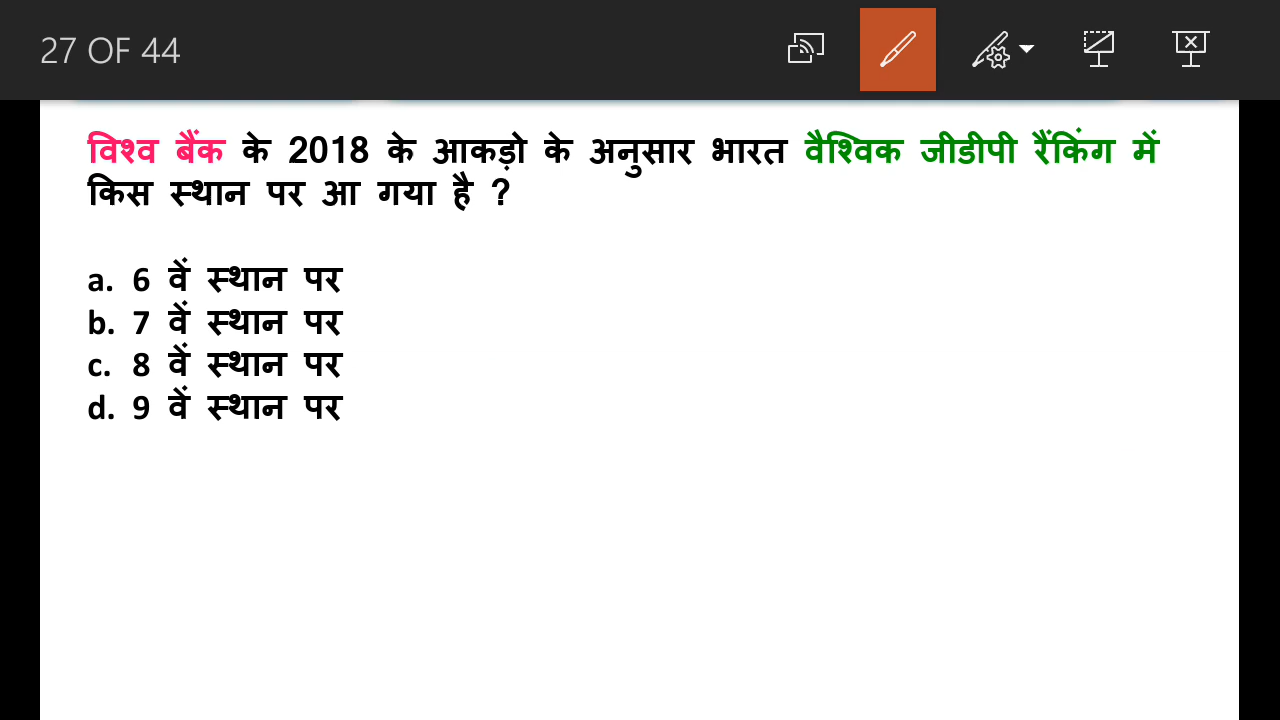 27 OF 44
विश्व बैंक के 2018 के आकड़ो के अनुसार भारत वैश्विक जीडीपी रैंकिंग में
किस स्थान पर आ गया है ?
a. 6 वें स्थान पर
b. 7 वें स्थान पर
c. 8 वें स्थान पर
d. 9 वें स्थान पर